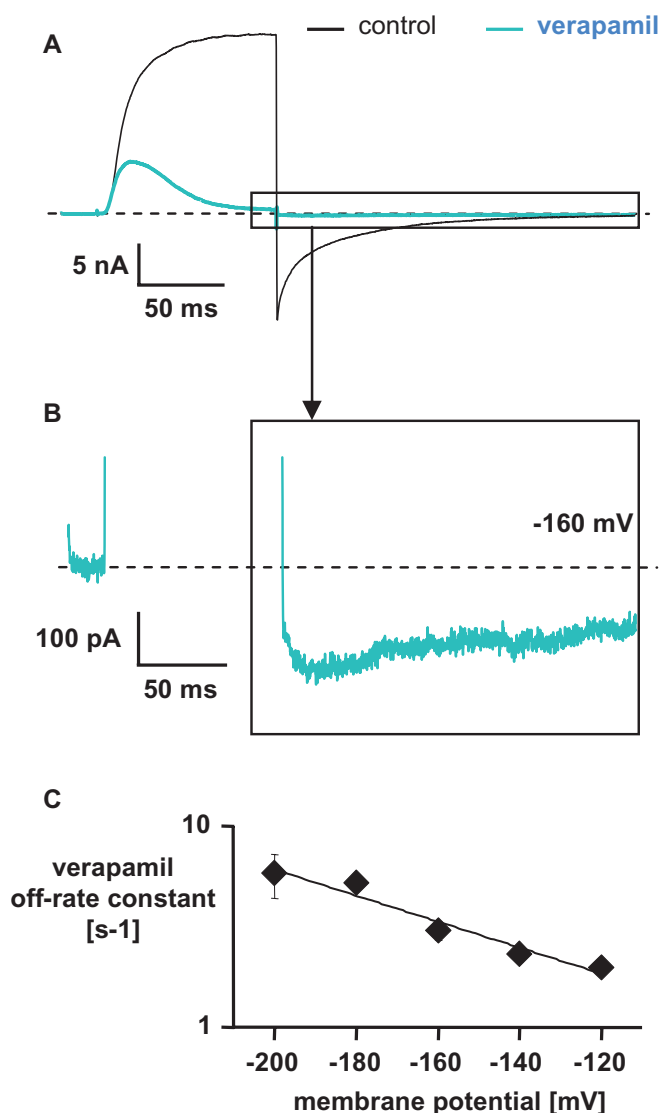 A
control
verapamil
5 nA
50 ms
B
-160 mV
100 pA
50 ms
C
verapamil
off-rate constant
[s-1]
10
1
-200
-180
-160
-140
-120
membrane potential [mV]